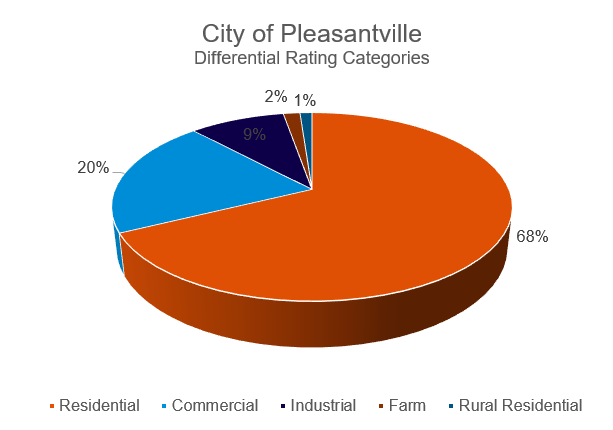 City of Pleasantville
Differential Rating Categories
2%
1%
9%
20%
68%
Residential
Commercial
Industrial
Farm
Rural Residential